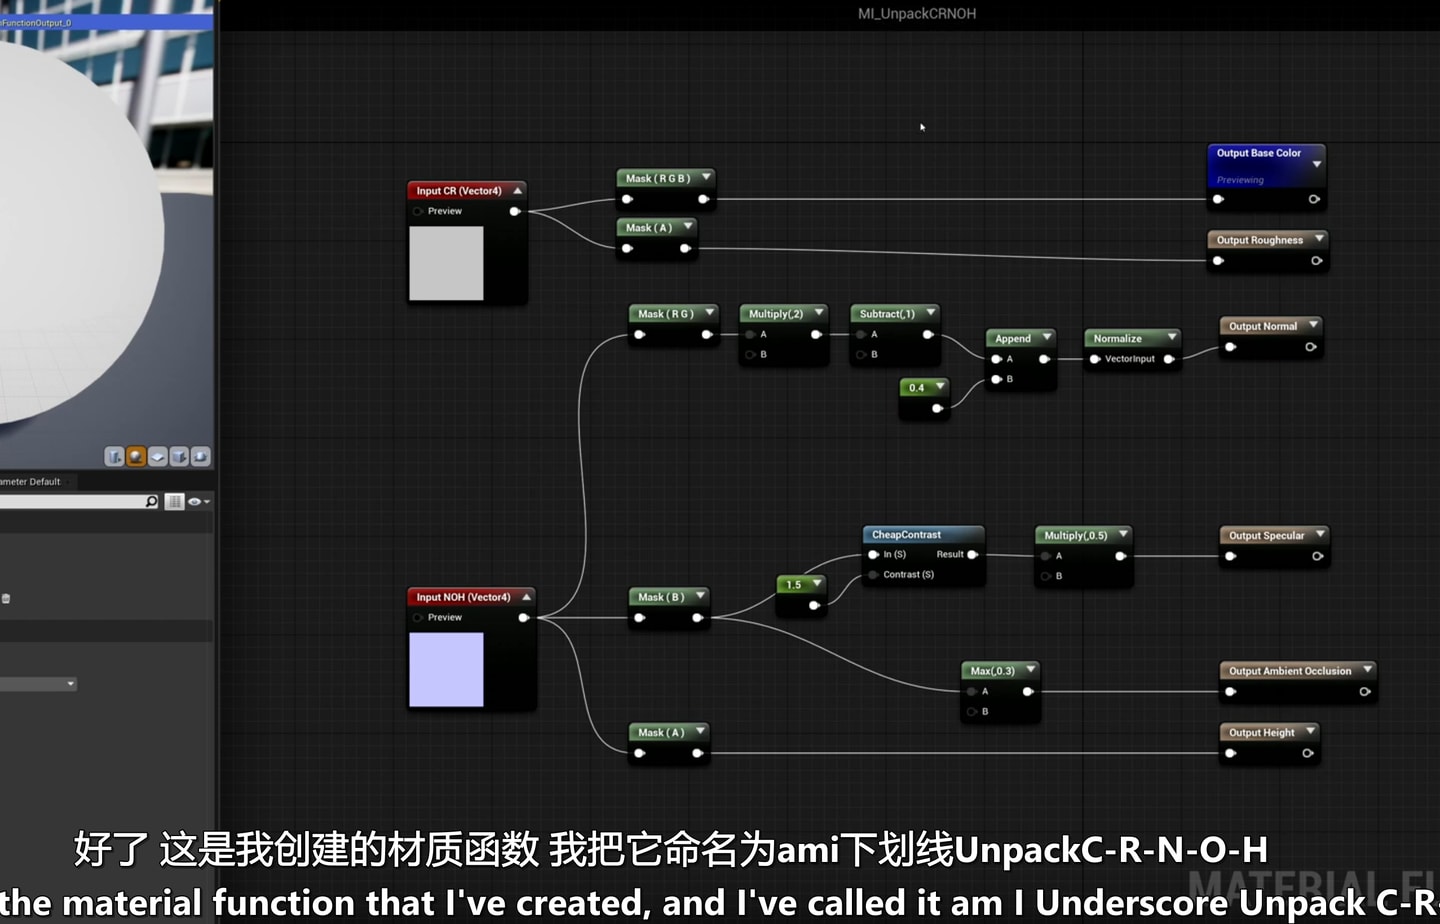 MI_UnpackCRNOH
FunctionOutput_0
Output Base Color
Previewing
Input CR (Vector4)
Preview
Mask ( R G B )
Mask ( A )
Output Roughness
Mask ( R G )
Multiply(,2)
A
B
Subtract(,1)
A
B
Append
A
B
0.4
Normalize
VectorInput
Output Normal
ameter Default
Input NOH (Vector4)
Preview
Mask ( B )
1.5
CheapContrast
In (S)
Result
Contrast (S)
Multiply(,0.5)
A
B
Output Specular
Max(,0.3)
A
B
Output Ambient Occlusion
Mask ( A )
Output Height
好了 这是我创建的材质函数 我把它命名为ami下划线UnpackC-R-N-O-H
the material function that I've created, and I've called it am I Underscore Unpack C-R-
MATERIAL